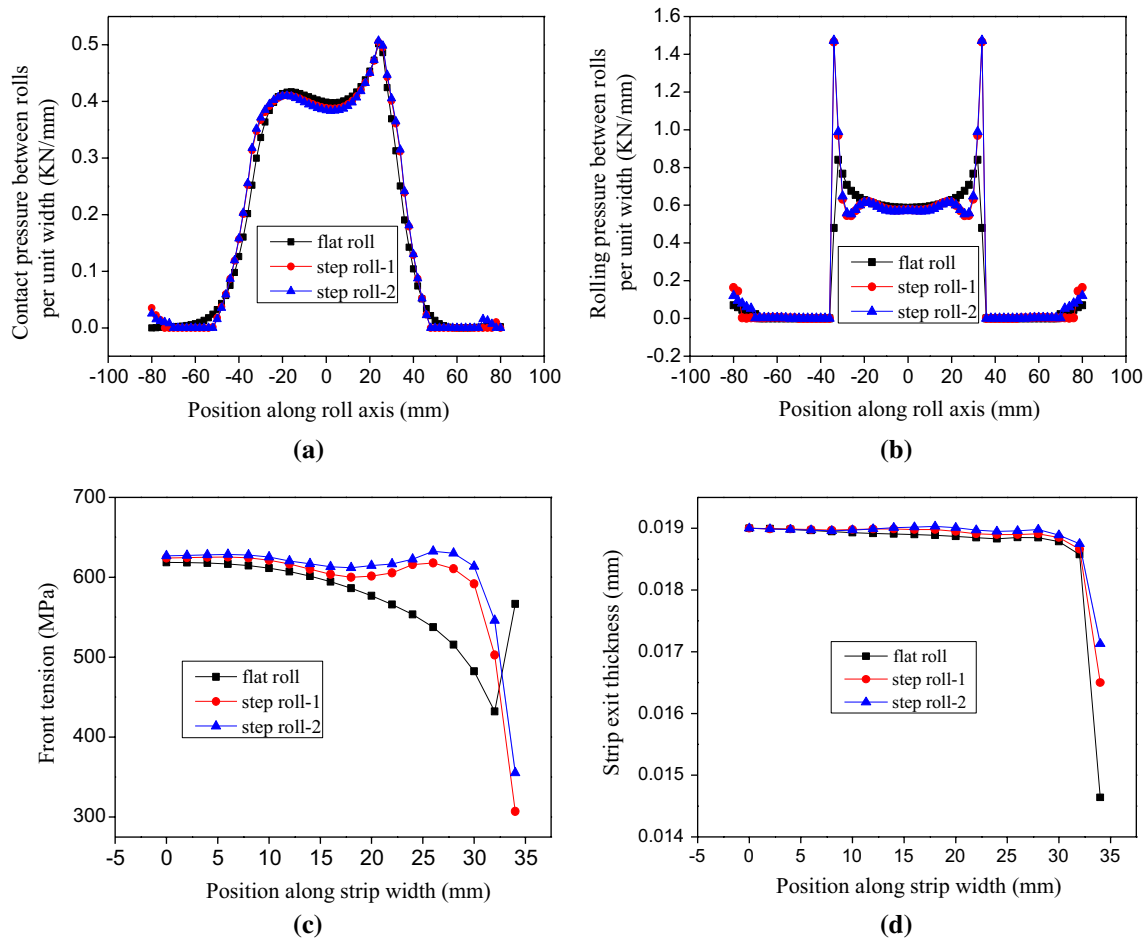 Contact pressure between rolls
per unit width (KN/mm)
0.5
0.4
0.3
0.2
0.1
0.0
flat roll
step roll-1
step roll-2
-100 -80 -60 -40 -20 0 20 40 60 80 100
Position along roll axis (mm)
(a)
Rolling pressure between rolls
per unit width (KN/mm)
1.6
1.4
1.2
1.0
0.8
0.6
0.4
0.2
0.0
-0.2
flat roll
step roll-1
step roll-2
-100 -80 -60 -40 -20 0 20 40 60 80 100
Position along roll axis (mm)
(b)
Front tension (MPa)
700
600
500
400
300
flat roll
step roll-1
step roll-2
-5 0 5 10 15 20 25 30 35
Position along strip width (mm)
(c)
Strip exit thickness (mm)
0.019
0.018
0.017
0.016
0.015
0.014
flat roll
step roll-1
step roll-2
-5 0 5 10 15 20 25 30 35
Position along strip width (mm)
(d)